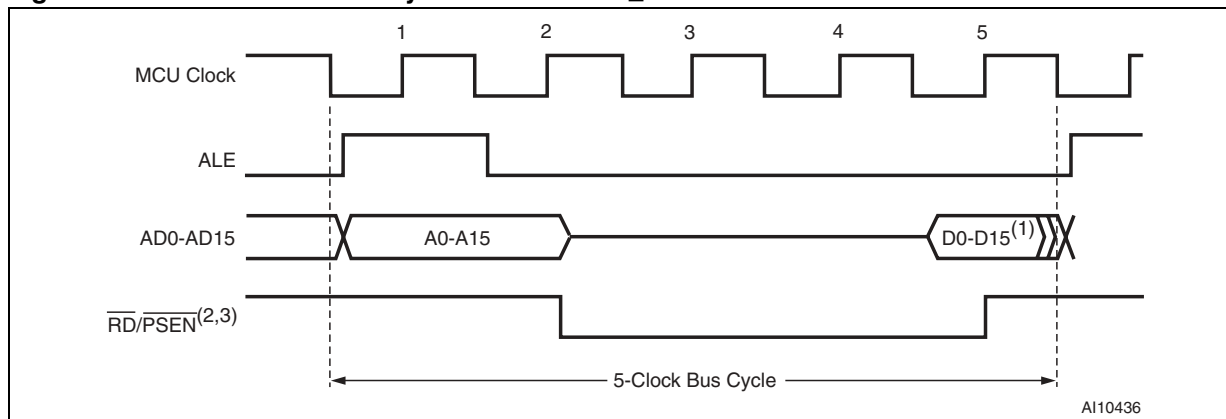 1 2 3 4 5
MCU Clock
ALE
AD0-AD15 A0-A15 D0-D15(1)
RD/PSEN(2,3)
5-Clock Bus Cycle
AI10436